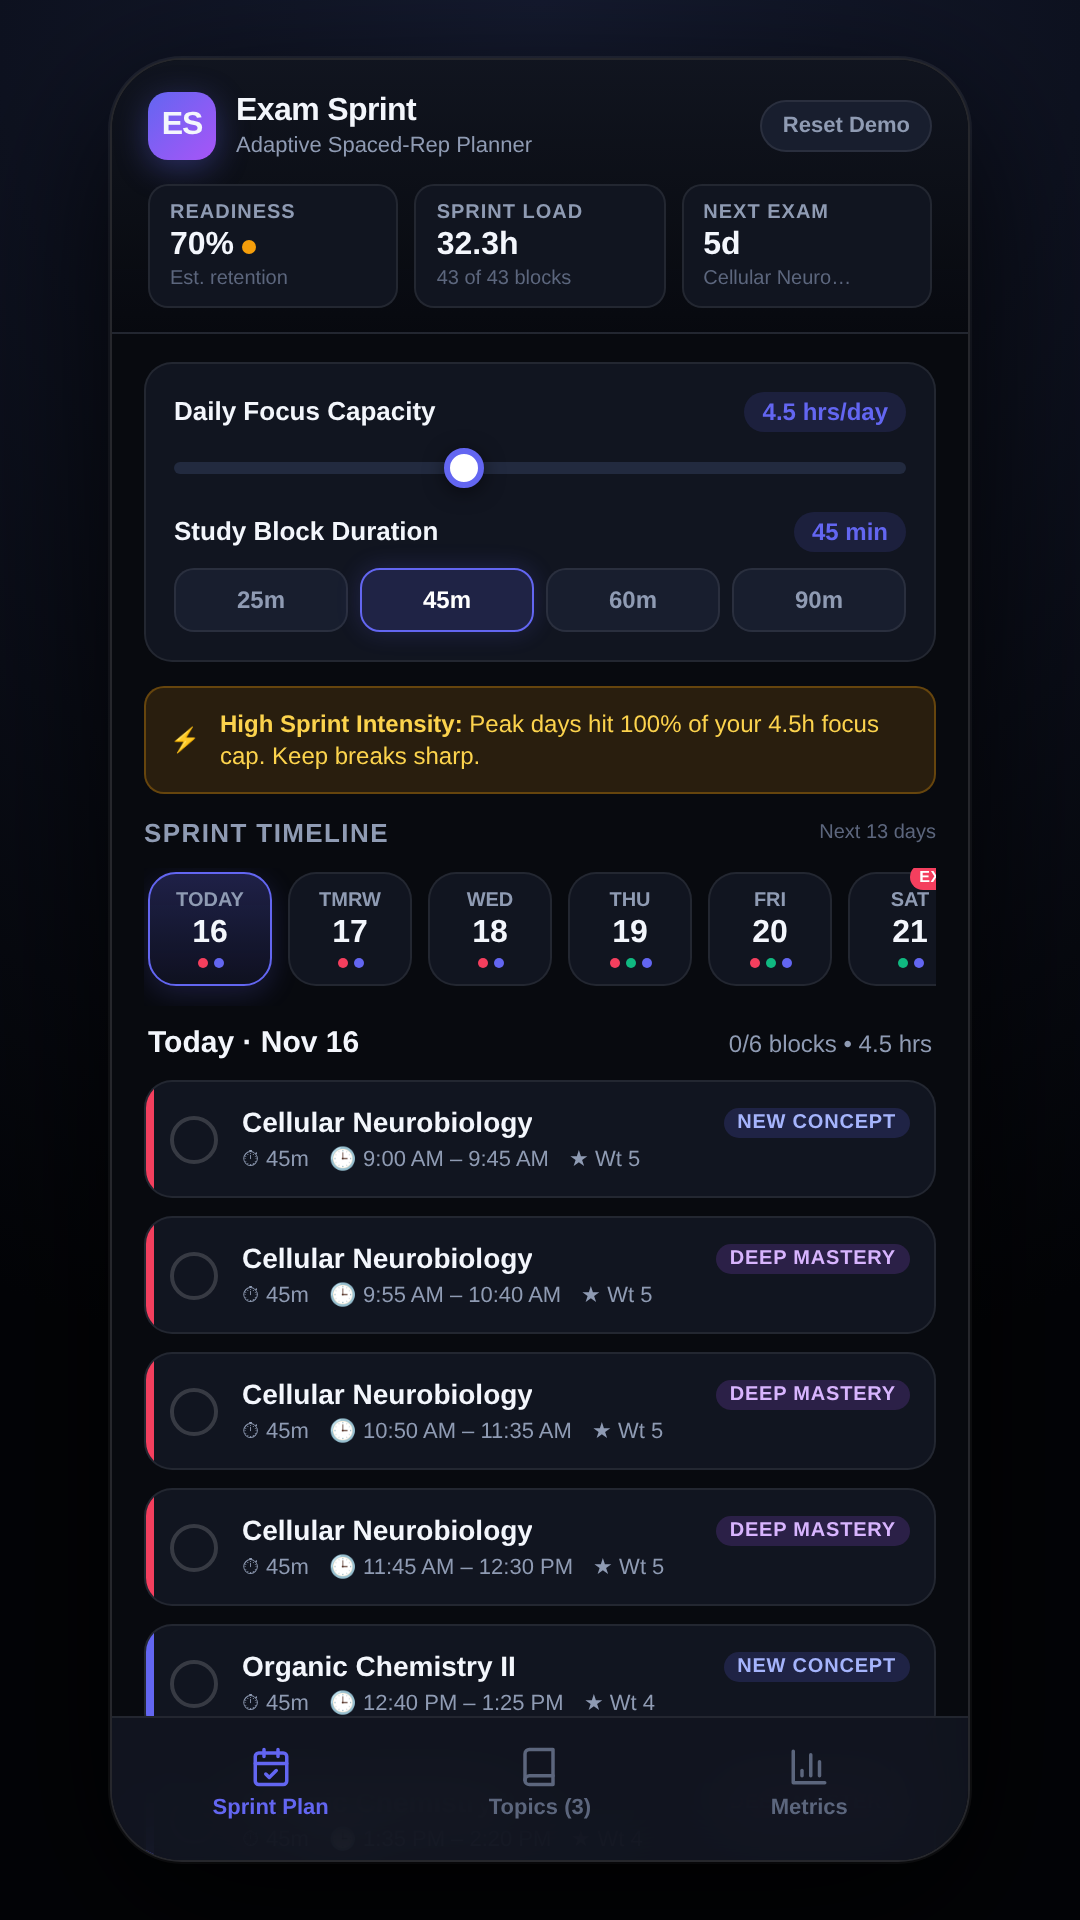 ES
Exam Sprint
Adaptive Spaced-Rep Planner
Reset Demo
READINESS
70%
Est. retention
SPRINT LOAD
32.3h
43 of 43 blocks
NEXT EXAM
5d
Cellular Neuro…
Daily Focus Capacity
4.5 hrs/day
Study Block Duration
45 min
25m
45m
60m
90m
⚡ High Sprint Intensity: Peak days hit 100% of your 4.5h focus
cap. Keep breaks sharp.
SPRINT TIMELINE
Next 13 days
TODAY
16
TMRW
17
WED
18
THU
19
FRI
20
EX
SAT
21
Today · Nov 16
0/6 blocks • 4.5 hrs
Cellular Neurobiology
NEW CONCEPT
⏱ 45m 🕒 9:00 AM – 9:45 AM ★ Wt 5
Cellular Neurobiology
DEEP MASTERY
⏱ 45m 🕒 9:55 AM – 10:40 AM ★ Wt 5
Cellular Neurobiology
DEEP MASTERY
⏱ 45m 🕒 10:50 AM – 11:35 AM ★ Wt 5
Cellular Neurobiology
DEEP MASTERY
⏱ 45m 🕒 11:45 AM – 12:30 PM ★ Wt 5
Organic Chemistry II
NEW CONCEPT
⏱ 45m 🕒 12:40 PM – 1:25 PM ★ Wt 4
Sprint Plan
Topics (3)
Metrics